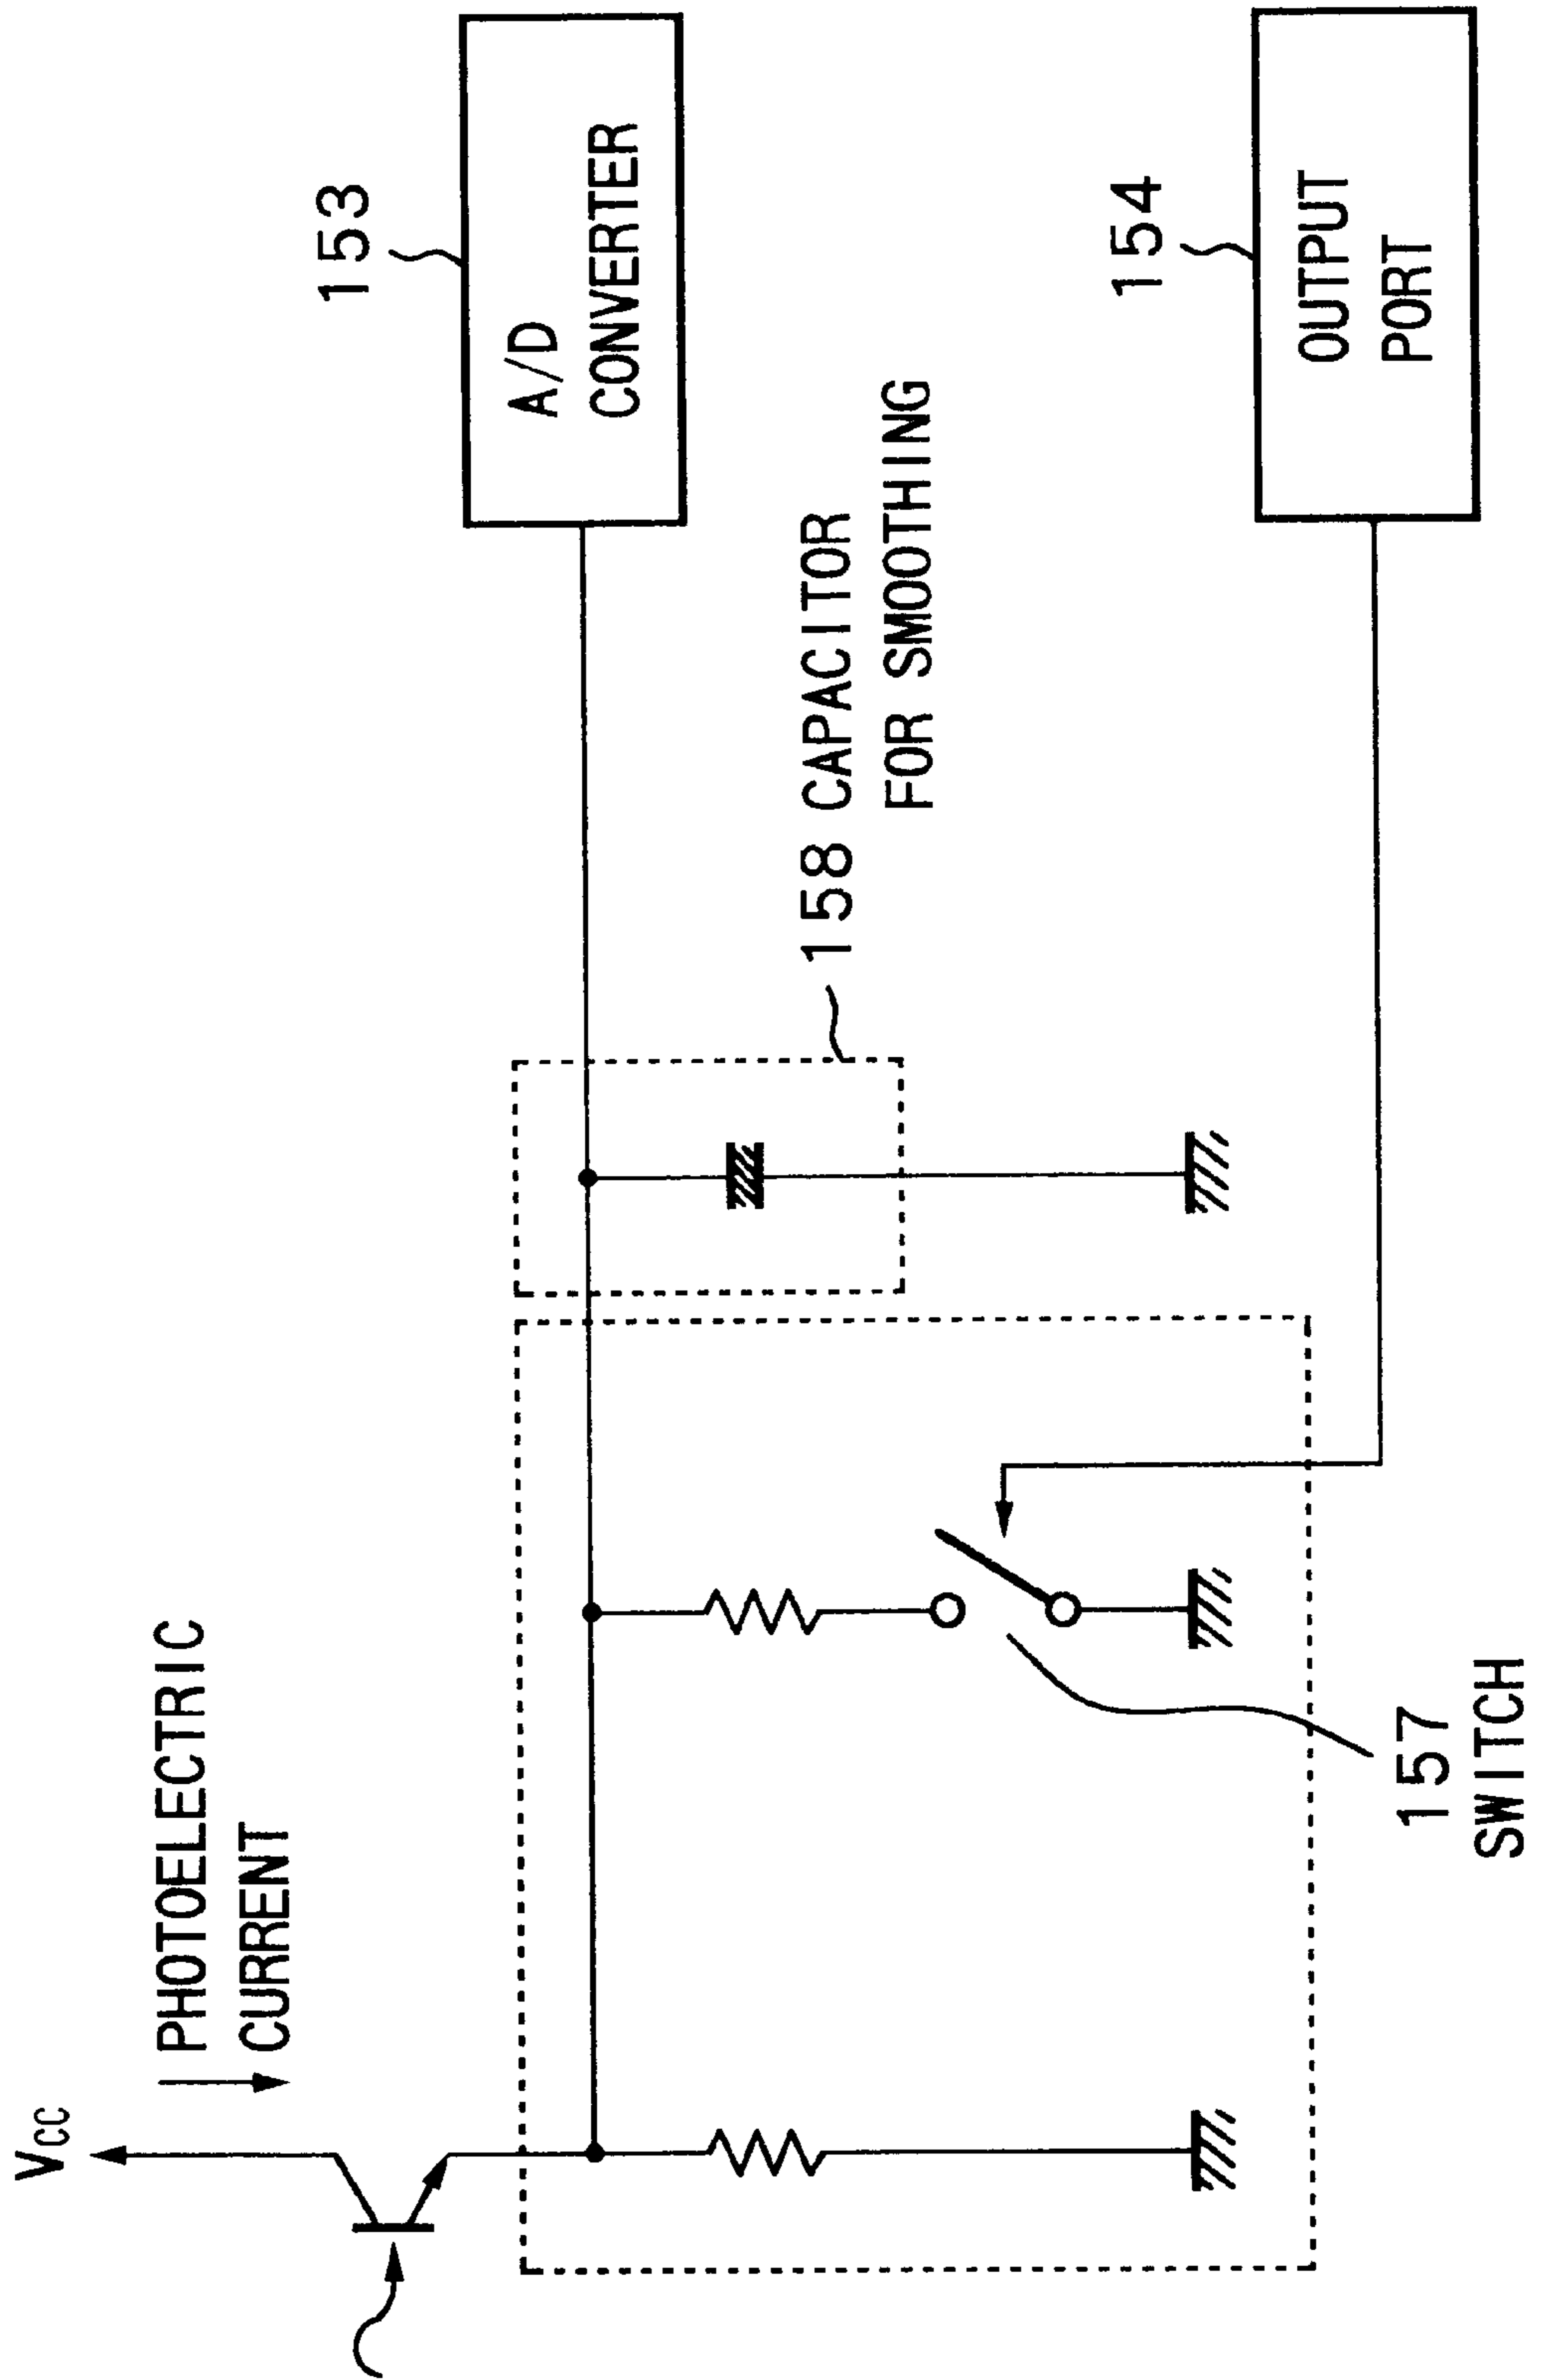 VCC
PHOTOELECTRIC
CURRENT
153
A/D
CONVERTER
158 CAPACITOR
FOR SMOOTHING
154
OUTPUT
PORT
157
SWITCH